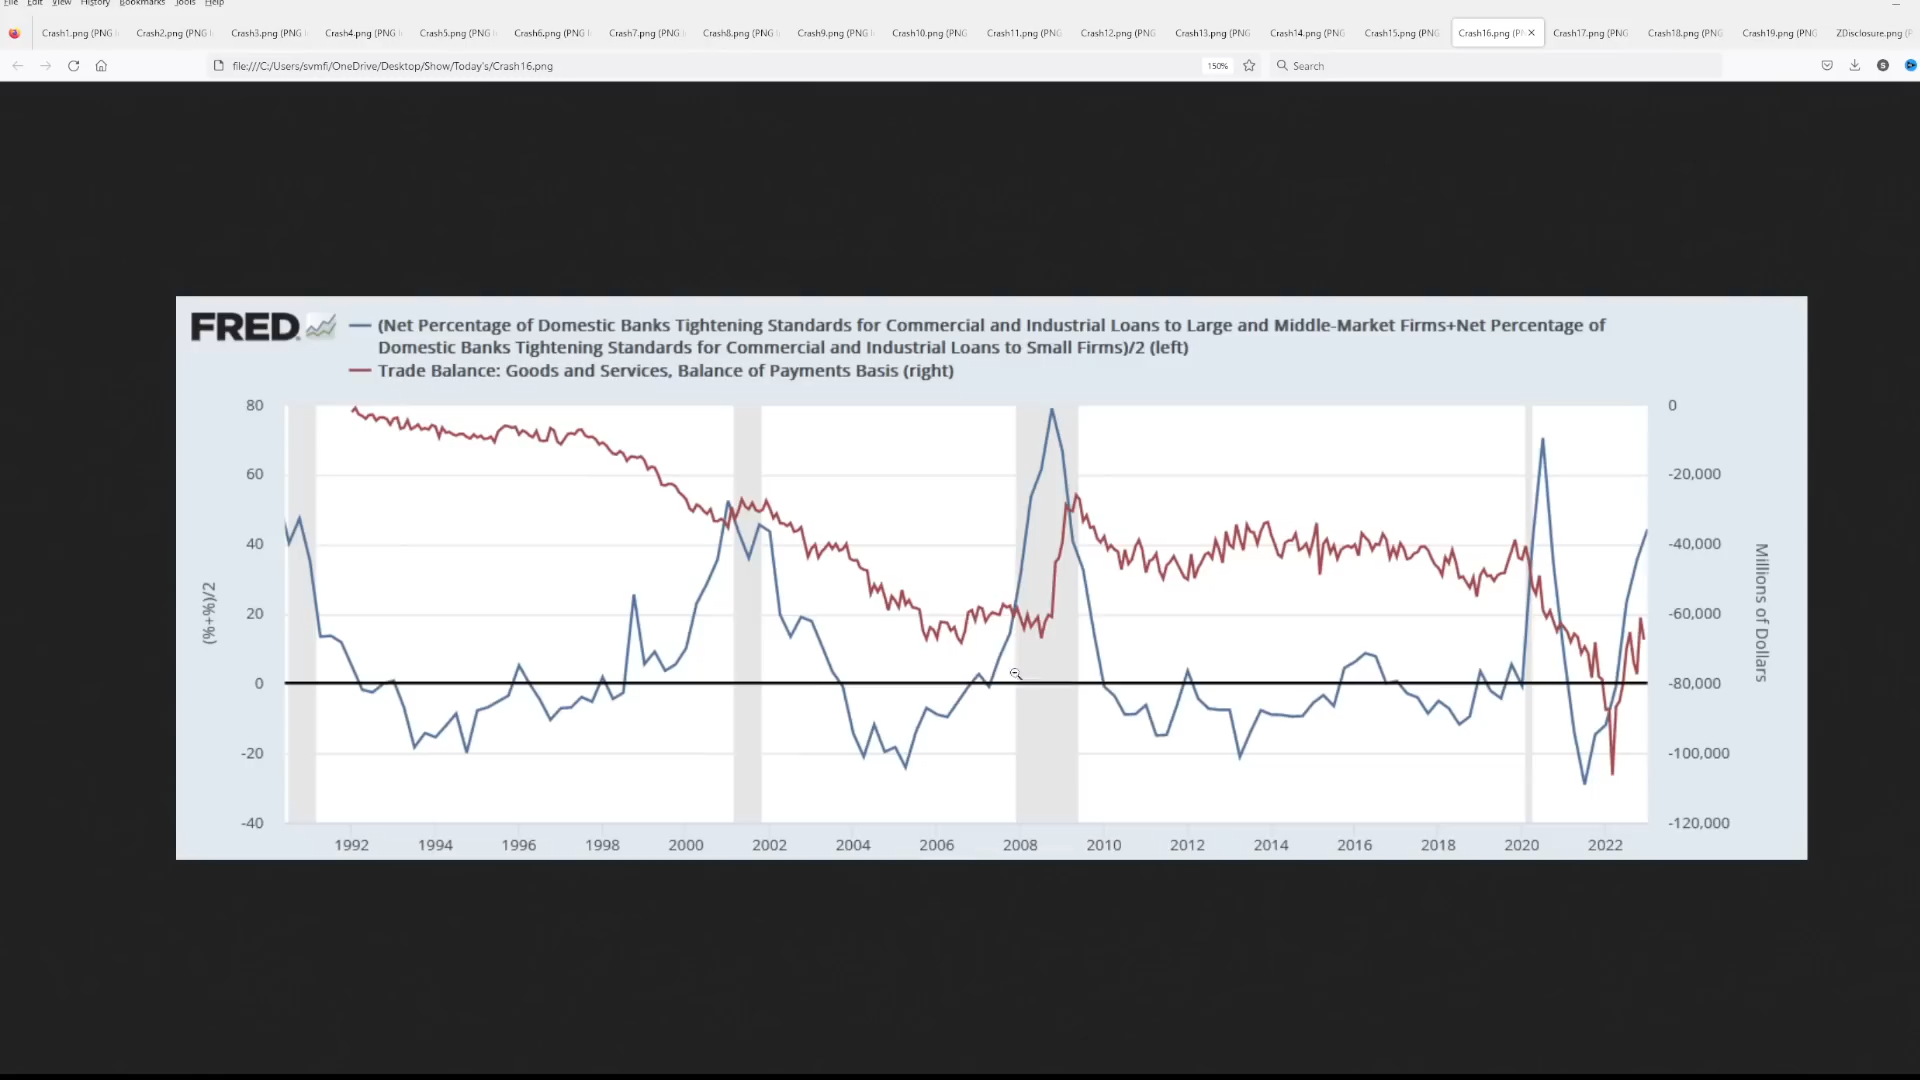 File Edit View History Bookmarks Tools Help
Crash1.png (PNG I Crash2.png (PNG I Crash3.png (PNG I Crash4.png (PNG I Crash5.png (PNG I Crash6.png (PNG I Crash7.png (PNG I Crash8.png (PNG I Crash9.png (PNG I Crash10.png (PNG Crash11.png (PNG Crash12.png (PNG Crash13.png (PNG Crash14.png (PNG Crash15.png (PNG Crash16.png (P Crash17.png (PNG Crash18.png (PNG Crash19.png (PNG ZDisclosure.png (P
file:///C:/Users/svmfi/OneDrive/Desktop/Show/Today's/Crash16.png 150% Search S
FRED
(Net Percentage of Domestic Banks Tightening Standards for Commercial and Industrial Loans to Large and Middle-Market Firms+Net Percentage of
Domestic Banks Tightening Standards for Commercial and Industrial Loans to Small Firms)/2 (left)
Trade Balance: Goods and Services, Balance of Payments Basis (right)
80 0
60 -20,000
40 -40,000
20 -60,000
0 -80,000
-20 -100,000
-40 -120,000
(%+%)/2
Millions of Dollars
1992 1994 1996 1998 2000 2002 2004 2006 2008 2010 2012 2014 2016 2018 2020 2022